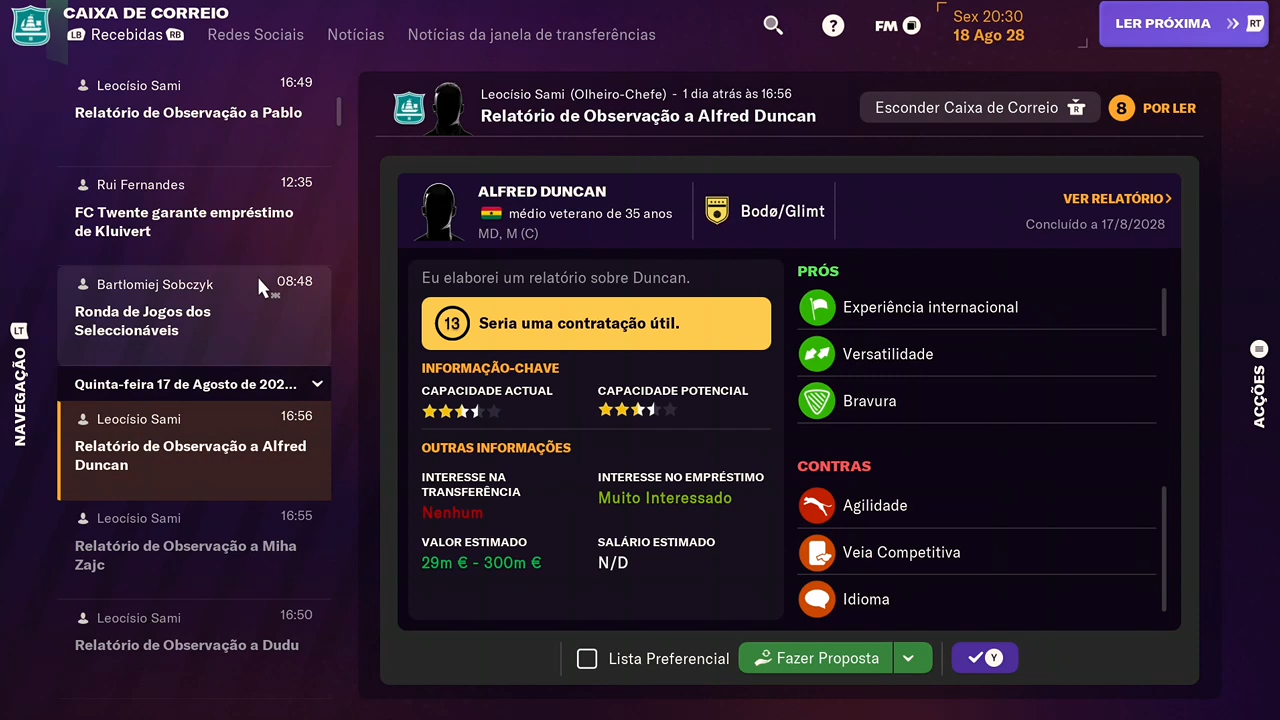 CAIXA DE CORREIO
LB Recebidas RB
Redes Sociais
Notícias
Notícias da janela de transferências
?
FM
Sex 20:30
18 Ago 28
LER PRÓXIMA
RT
LT
NAVEGAÇÃO
ACÇÕES
Leocísio Sami
16:49
Relatório de Observação a Pablo
Rui Fernandes
12:35
FC Twente garante empréstimo
de Kluivert
Bartlomiej Sobczyk
08:48
Ronda de Jogos dos
Seleccionáveis
Quinta-feira 17 de Agosto de 202...
Leocísio Sami
16:56
Relatório de Observação a Alfred
Duncan
Leocísio Sami
16:55
Relatório de Observação a Miha
Zajc
Leocísio Sami
16:50
Relatório de Observação a Dudu
Leocísio Sami (Olheiro-Chefe) - 1 dia atrás às 16:56
Relatório de Observação a Alfred Duncan
Esconder Caixa de Correio R
8 POR LER
ALFRED DUNCAN
médio veterano de 35 anos
MD, M (C)
Bodø/Glimt
VER RELATÓRIO
Concluído a 17/8/2028
Eu elaborei um relatório sobre Duncan.
13 Seria uma contratação útil.
INFORMAÇÃO-CHAVE
CAPACIDADE ACTUAL
CAPACIDADE POTENCIAL
OUTRAS INFORMAÇÕES
INTERESSE NA
TRANSFERÊNCIA
Nenhum
INTERESSE NO EMPRÉSTIMO
Muito Interessado
VALOR ESTIMADO
29m € - 300m €
SALÁRIO ESTIMADO
N/D
PRÓS
Experiência internacional
Versatilidade
Bravura
CONTRAS
Agilidade
Veia Competitiva
Idioma
Lista Preferencial
Fazer Proposta
Y